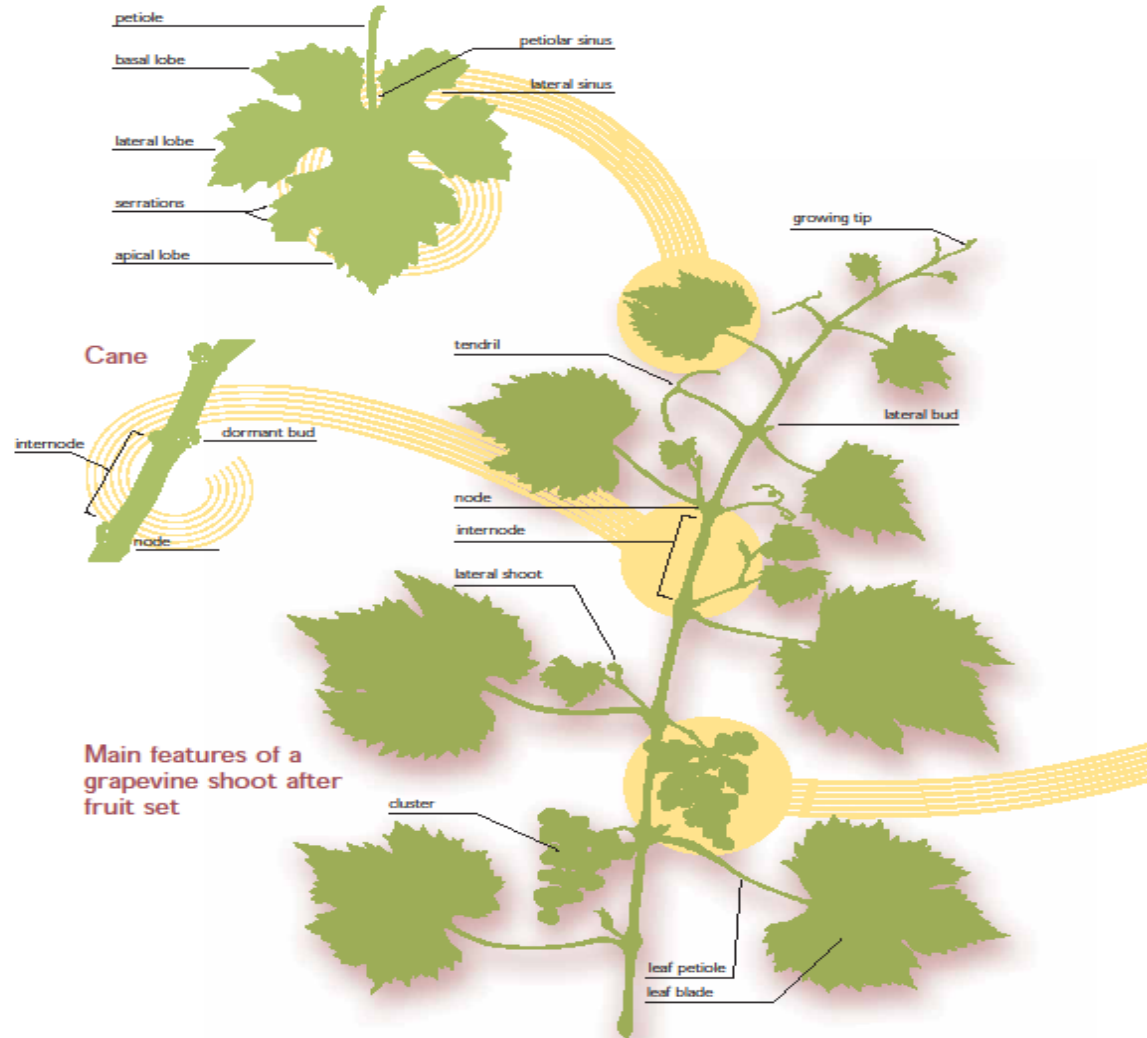 petiole
petiolar sinus
basal lobe
lateral sinus
lateral lobe
serrations
apical lobe
growing tip
Cane
tendril
lateral bud
internode
dormant bud
node
node
internode
lateral shoot
Main features of a
grapevine shoot after
fruit set
cluster
leaf petiole
leaf blade